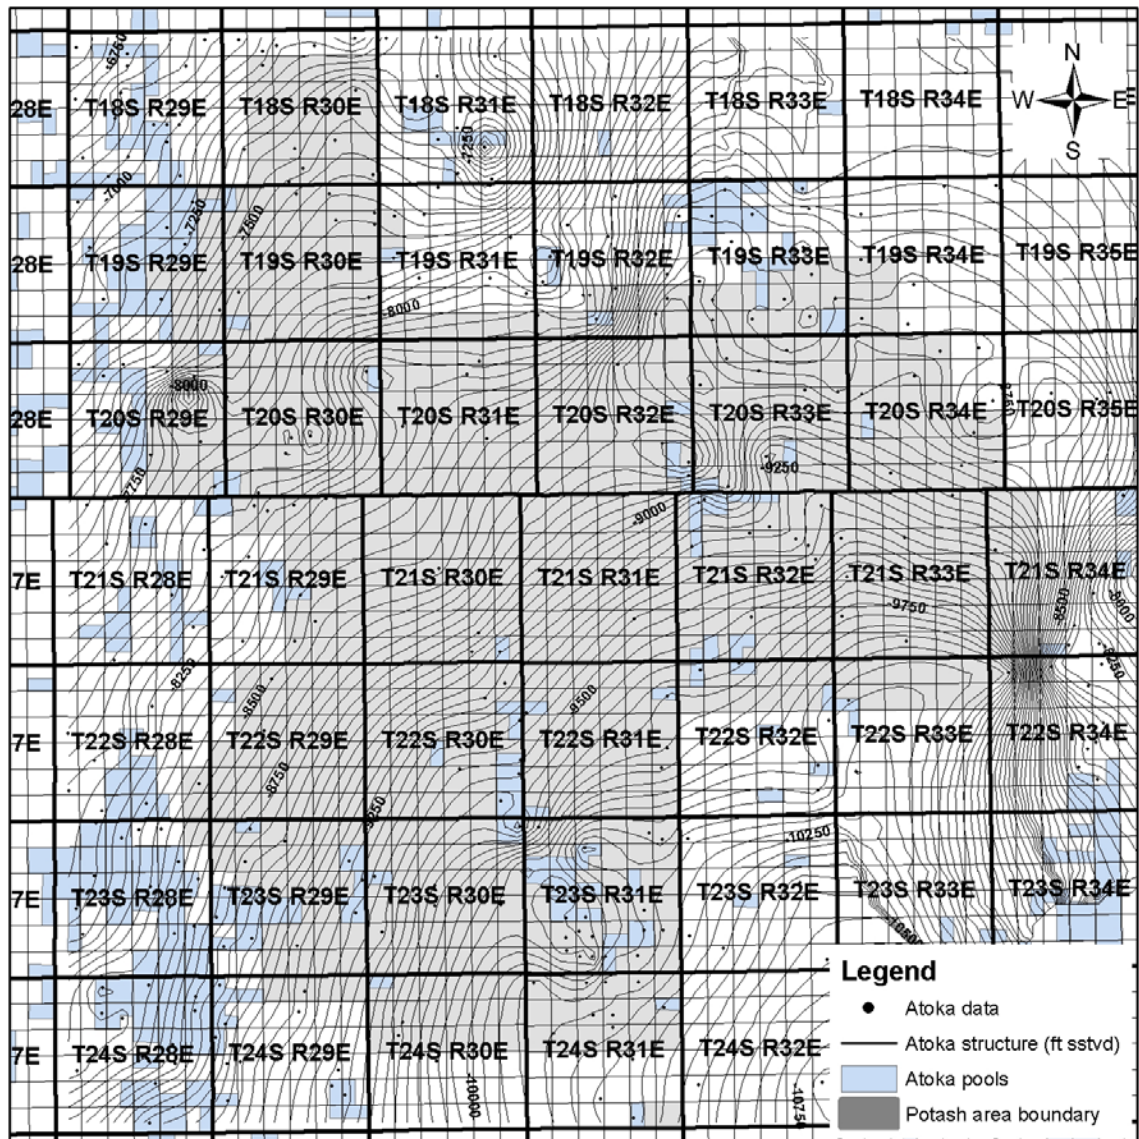 -6750
N
28E T18S R29E T18S R30E T18S R31E T18S R32E T18S R33E T18S R34E W E
-7250
S
-7000
-7250 -7500
28E T19S R29E T19S R30E T19S R31E T19S R32E T19S R33E T19S R34E T19S R35E
-8000
-8000
28E T20S R29E T20S R30E T20S R31E T20S R32E T20S R33E T20S R34E T20S R35E
-9250
-9000
7E T21S R28E T21S R29E T21S R30E T21S R31E T21S R32E T21S R33E T21S R34E
-9750 -8500
-8250
-8500 -9500
7E T22S R28E T22S R29E T22S R30E T22S R31E T22S R32E T22S R33E T22S R34E
-8750
-10250
7E T23S R28E T23S R29E T23S R30E T23S R31E T23S R32E T23S R33E T23S R34E
-10500
7E T24S R28E T24S R29E T24S R30E T24S R31E T24S R32E
-10000
Legend
Atoka data
Atoka structure (ft sstvd)
Atoka pools
Potash area boundary